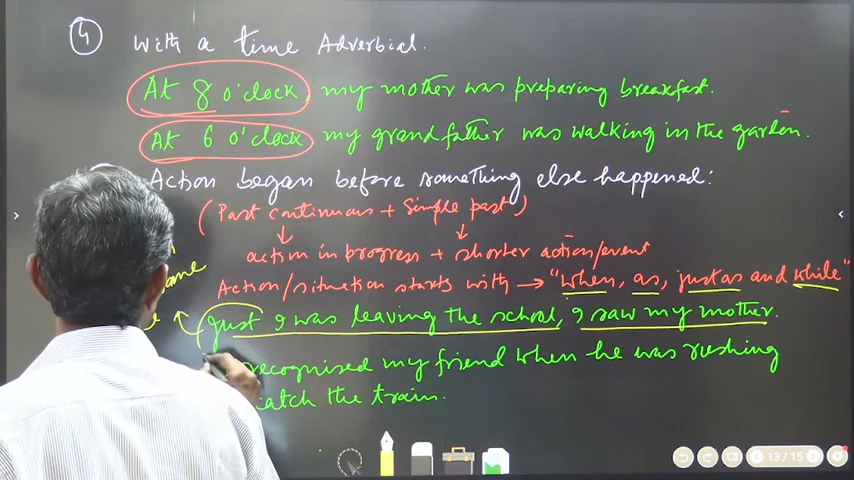 4 With a time Adverbial.
At 8 o'clock, my mother was preparing breakfast.
At 6 o'clock my grandfather was walking in the garden.
Action began before something else happened:
(Past continuous + Simple past)
action in progress + shorter action/event
Action/situation starts with → "when, as, just as and while"
Just I was leaving the school, I saw my mother.
recognised my friend when he was rushing
catch the train.
13 / 15